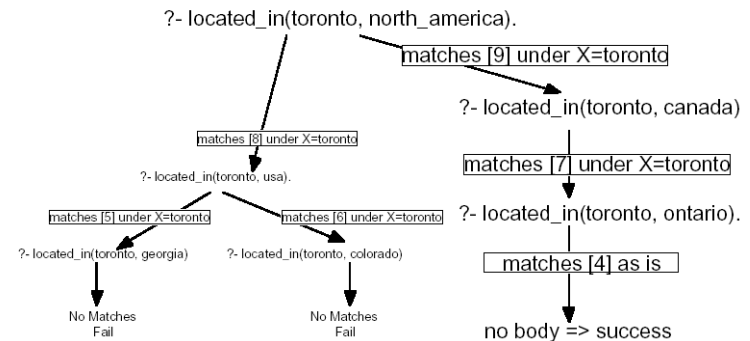 ?- located_in(toronto, north_america).
matches [9] under X=toronto
?- located_in(toronto, canada)
matches [8] under X=toronto
matches [7] under X=toronto
?- located_in(toronto, usa).
matches [5] under X=toronto
matches [6] under X=toronto
?- located_in(toronto, ontario).
?- located_in(toronto, georgia)
?- located_in(toronto, colorado)
matches [4] as is
No Matches
Fail
No Matches
Fail
no body => success